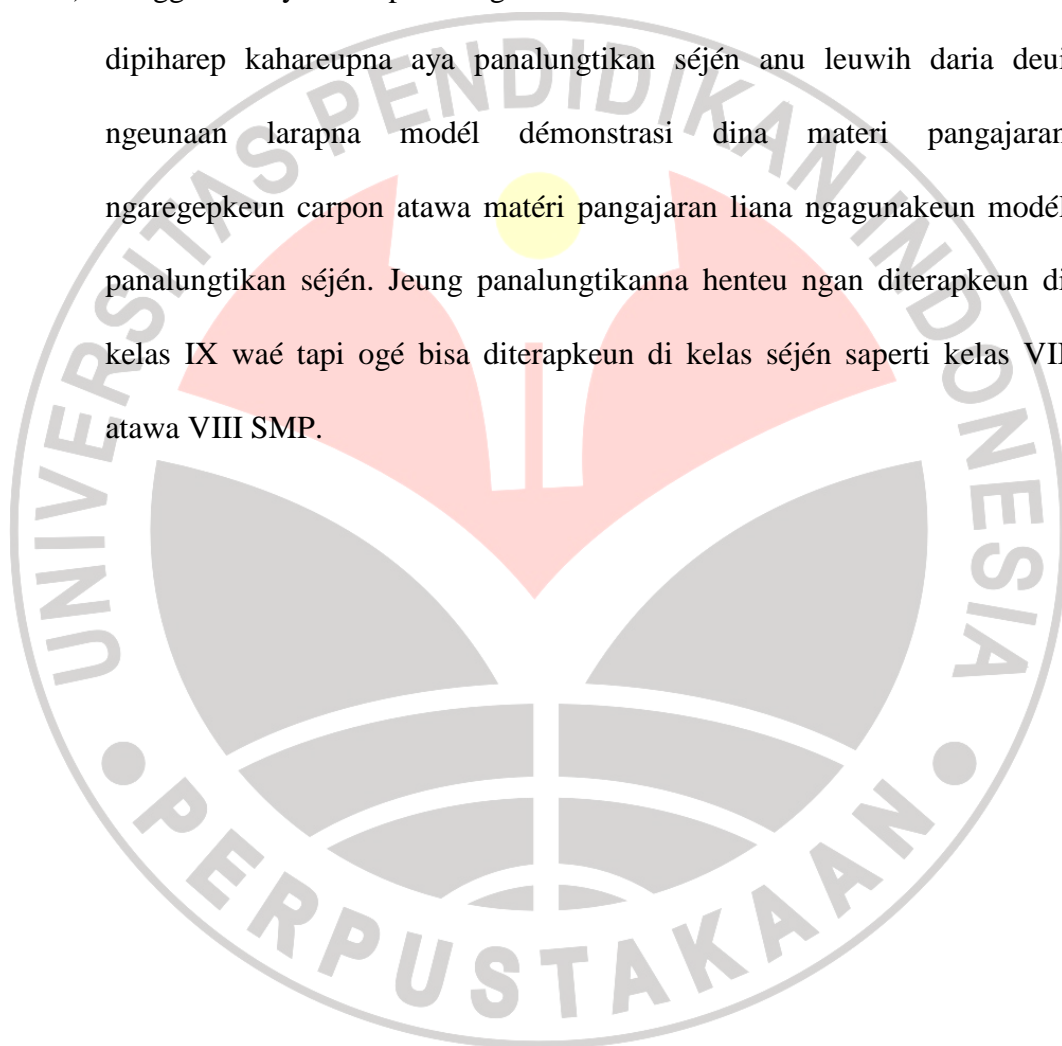 dipiharep kahareupna aya panalungtikan séjén anu leuwih daria deui
ngeunaan larapna modél démonstrasi dina materi pangajaran
ngaregepkeun carpon atawa matéri pangajaran liana ngagunakeun modél
panalungtikan séjén. Jeung panalungtikanna henteu ngan diterapkeun di
kelas IX waé tapi ogé bisa diterapkeun di kelas séjén saperti kelas VII
atawa VIII SMP.
UNIVERSITAS PENDIDIKAN INDONESIA
PERPUSTAKAAN